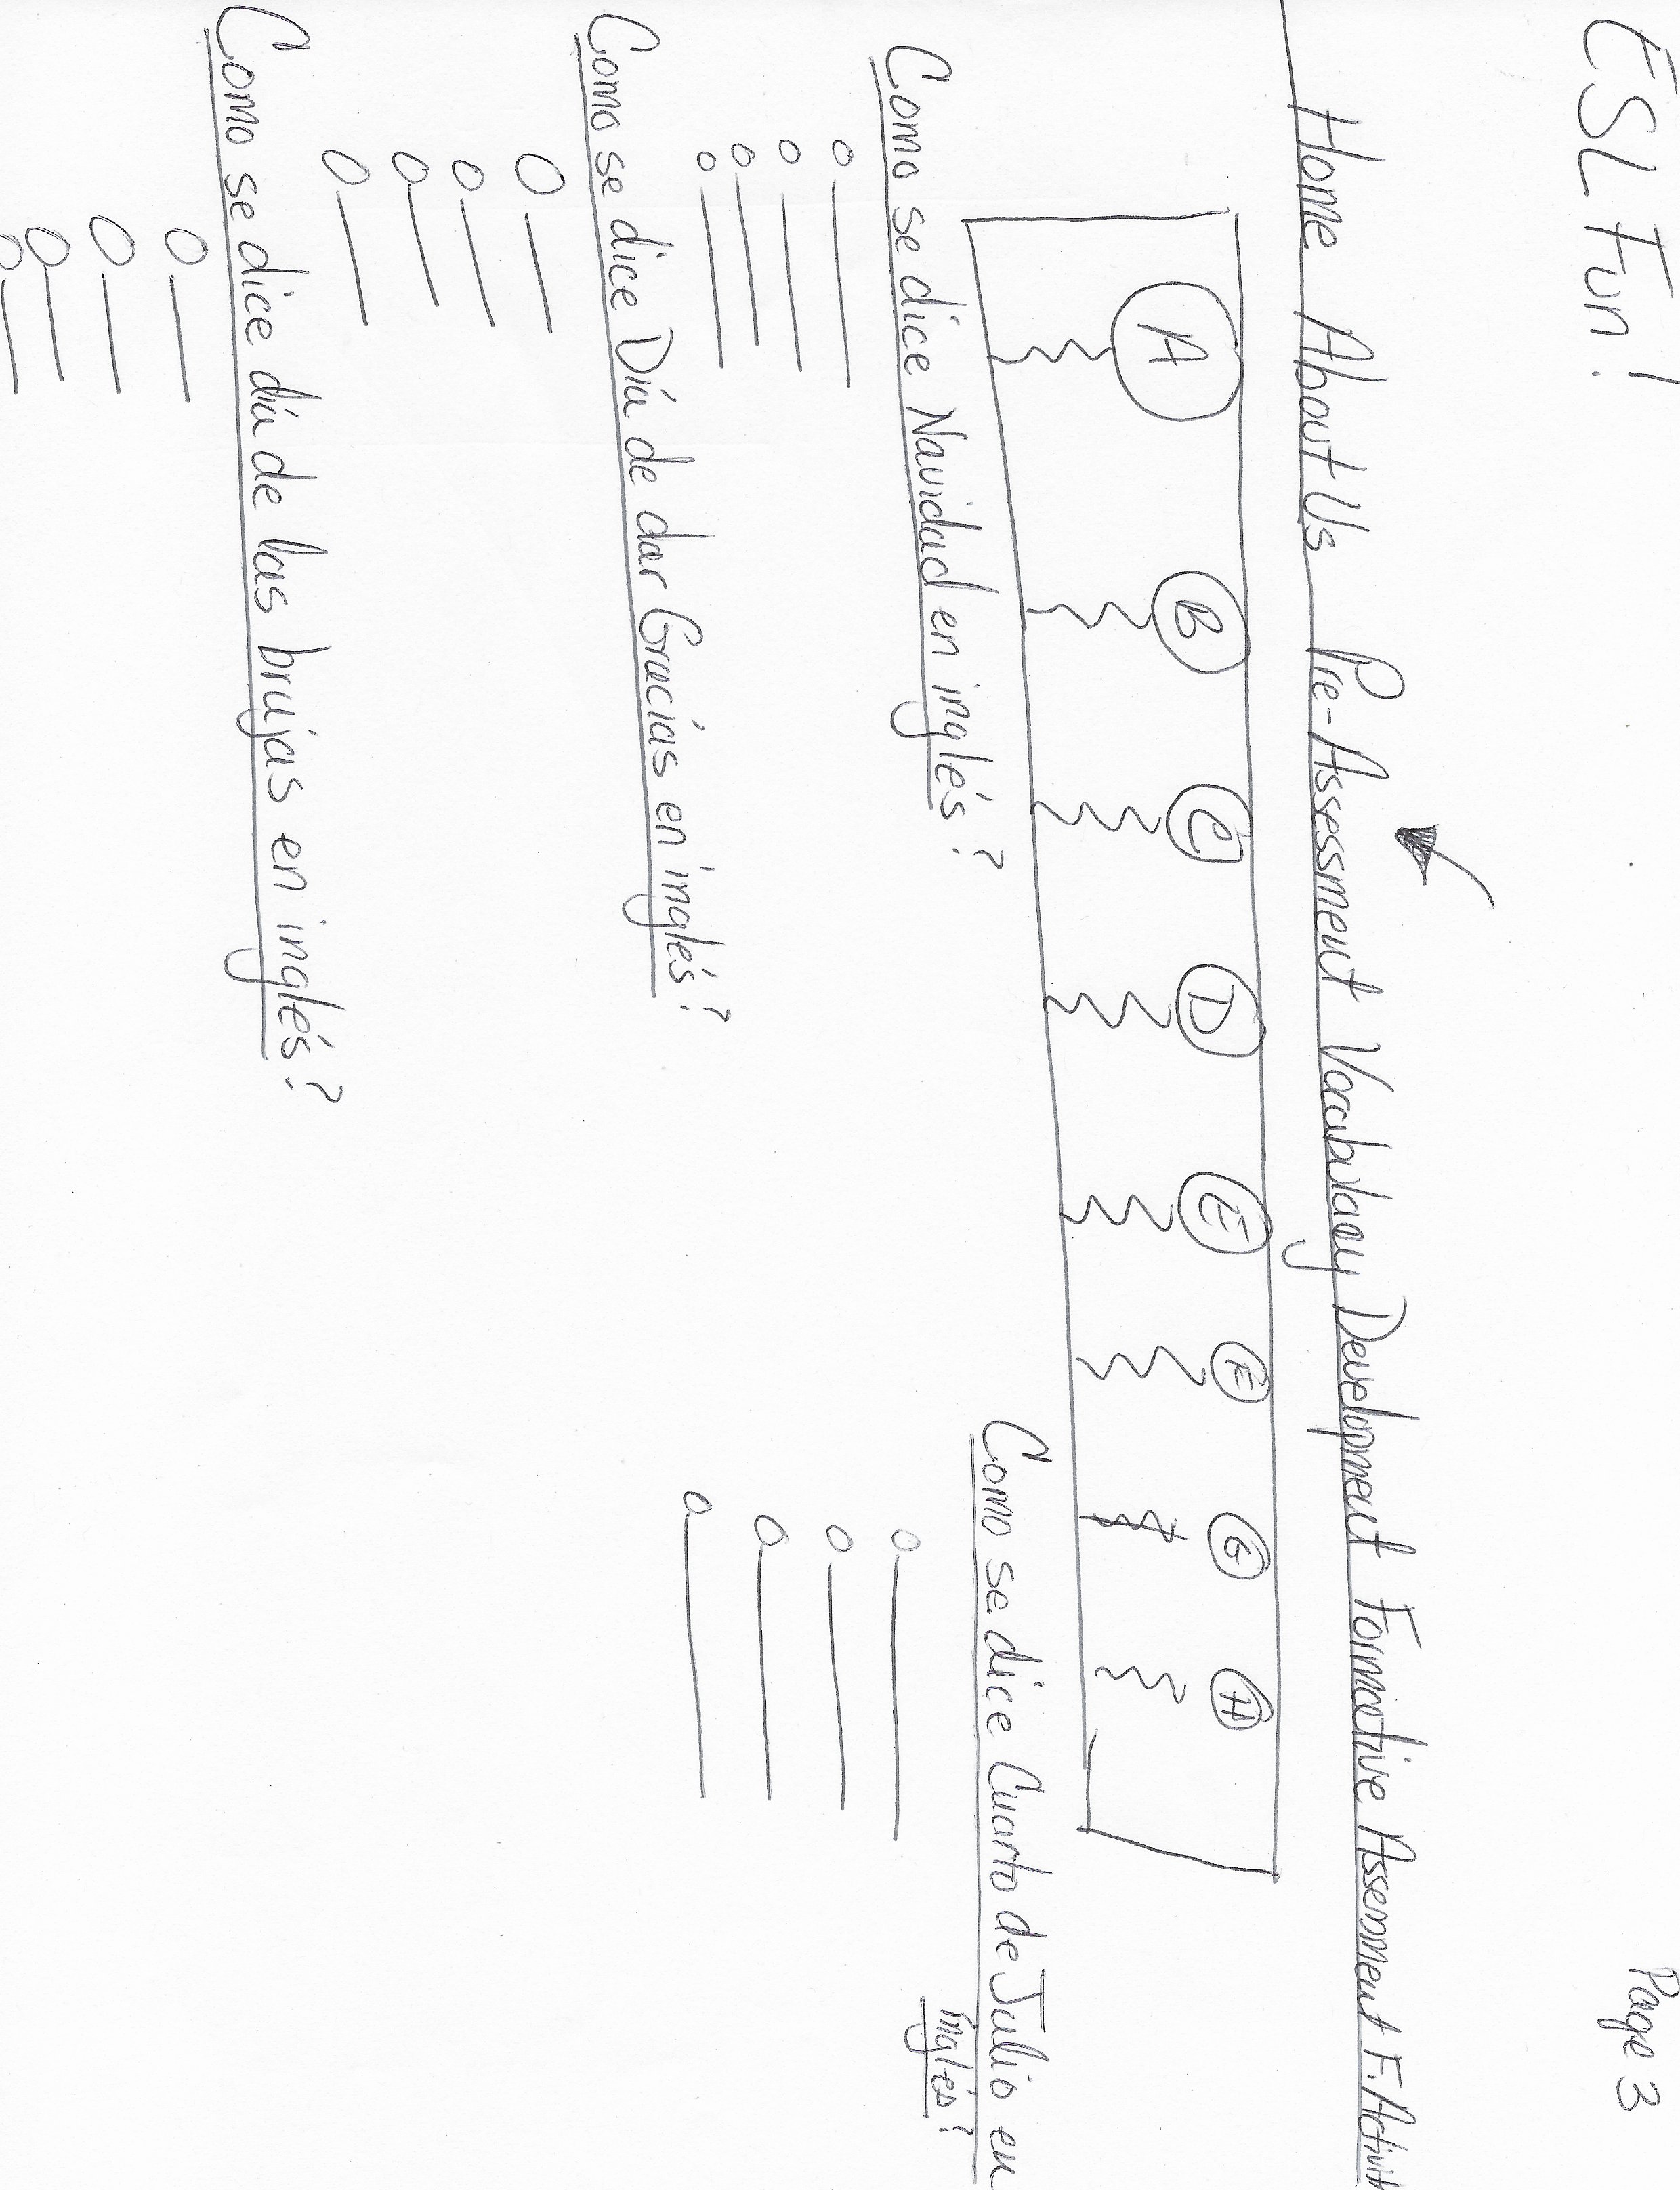 ESL Fun!
Page 3
Home About Us Pre-Assessment Vocabulary Development Formative Assessment F. Activit
A B C D E F G H
Como se dice Navidad en inglés?
Como se dice Cuarto de Julio en
inglés?
Como se dice Día de dar Gracias en inglés?
Como se dice día de las brujas en inglés?